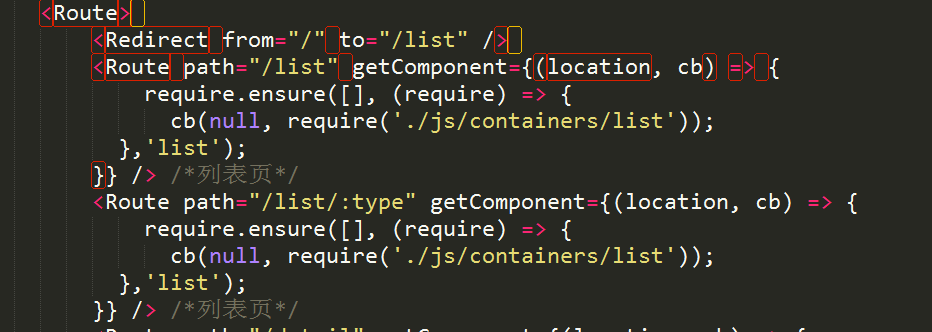 <Route>
<Redirect from="/" to="/list" />
<Route path="/list" getComponent={(location, cb) => {
require.ensure([], (require) => {
cb(null, require('./js/containers/list'));
},'list');
}} /> /*列表页*/
<Route path="/list/:type" getComponent={(location, cb) => {
require.ensure([], (require) => {
cb(null, require('./js/containers/list'));
},'list');
}} /> /*列表页*/